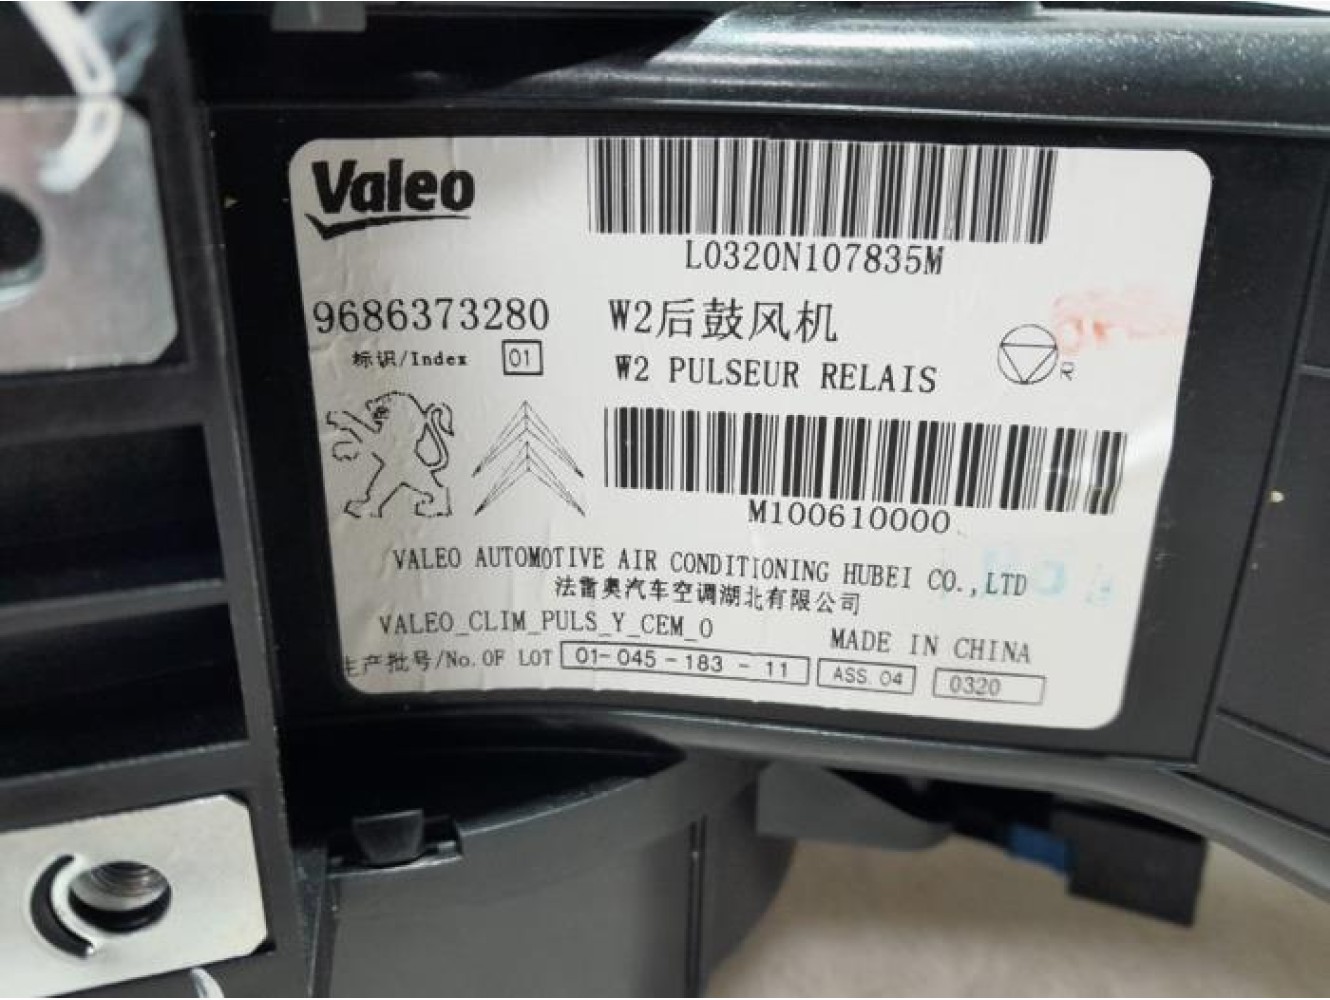 Valeo
L0320N107835M
9686373280
W2后鼓风机
标识/Index 01
W2 PULSEUR RELAIS
R
M100610000
VALEO AUTOMOTIVE AIR CONDITIONING HUBEI CO.,LTD
法雷奥汽车空调湖北有限公司
VALEO_CLIM_PULS_Y_CEM_0
MADE IN CHINA
生产批号/No.OF LOT 01-045-183-11 ASS.04 0320